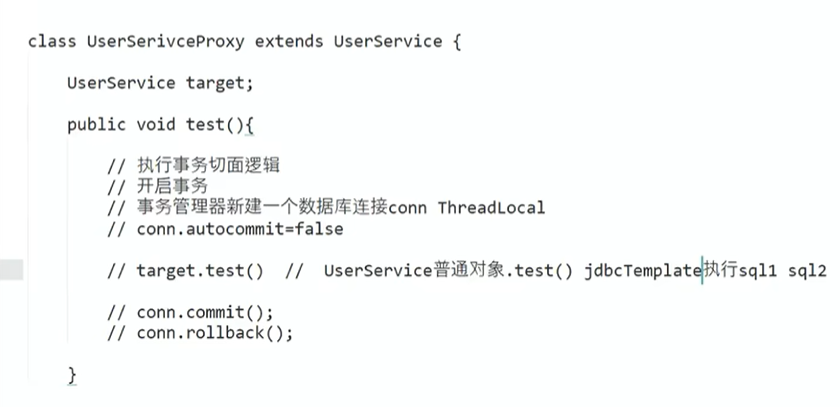 class UserSerivceProxy extends UserService {
UserService target;
public void test(){
// 执行事务切面逻辑
// 开启事务
// 事务管理器新建一个数据库连接conn ThreadLocal
// conn.autocommit=false
// target.test() // UserService普通对象.test() jdbcTemplate执行sql1 sql2
// conn.commit();
// conn.rollback();
}